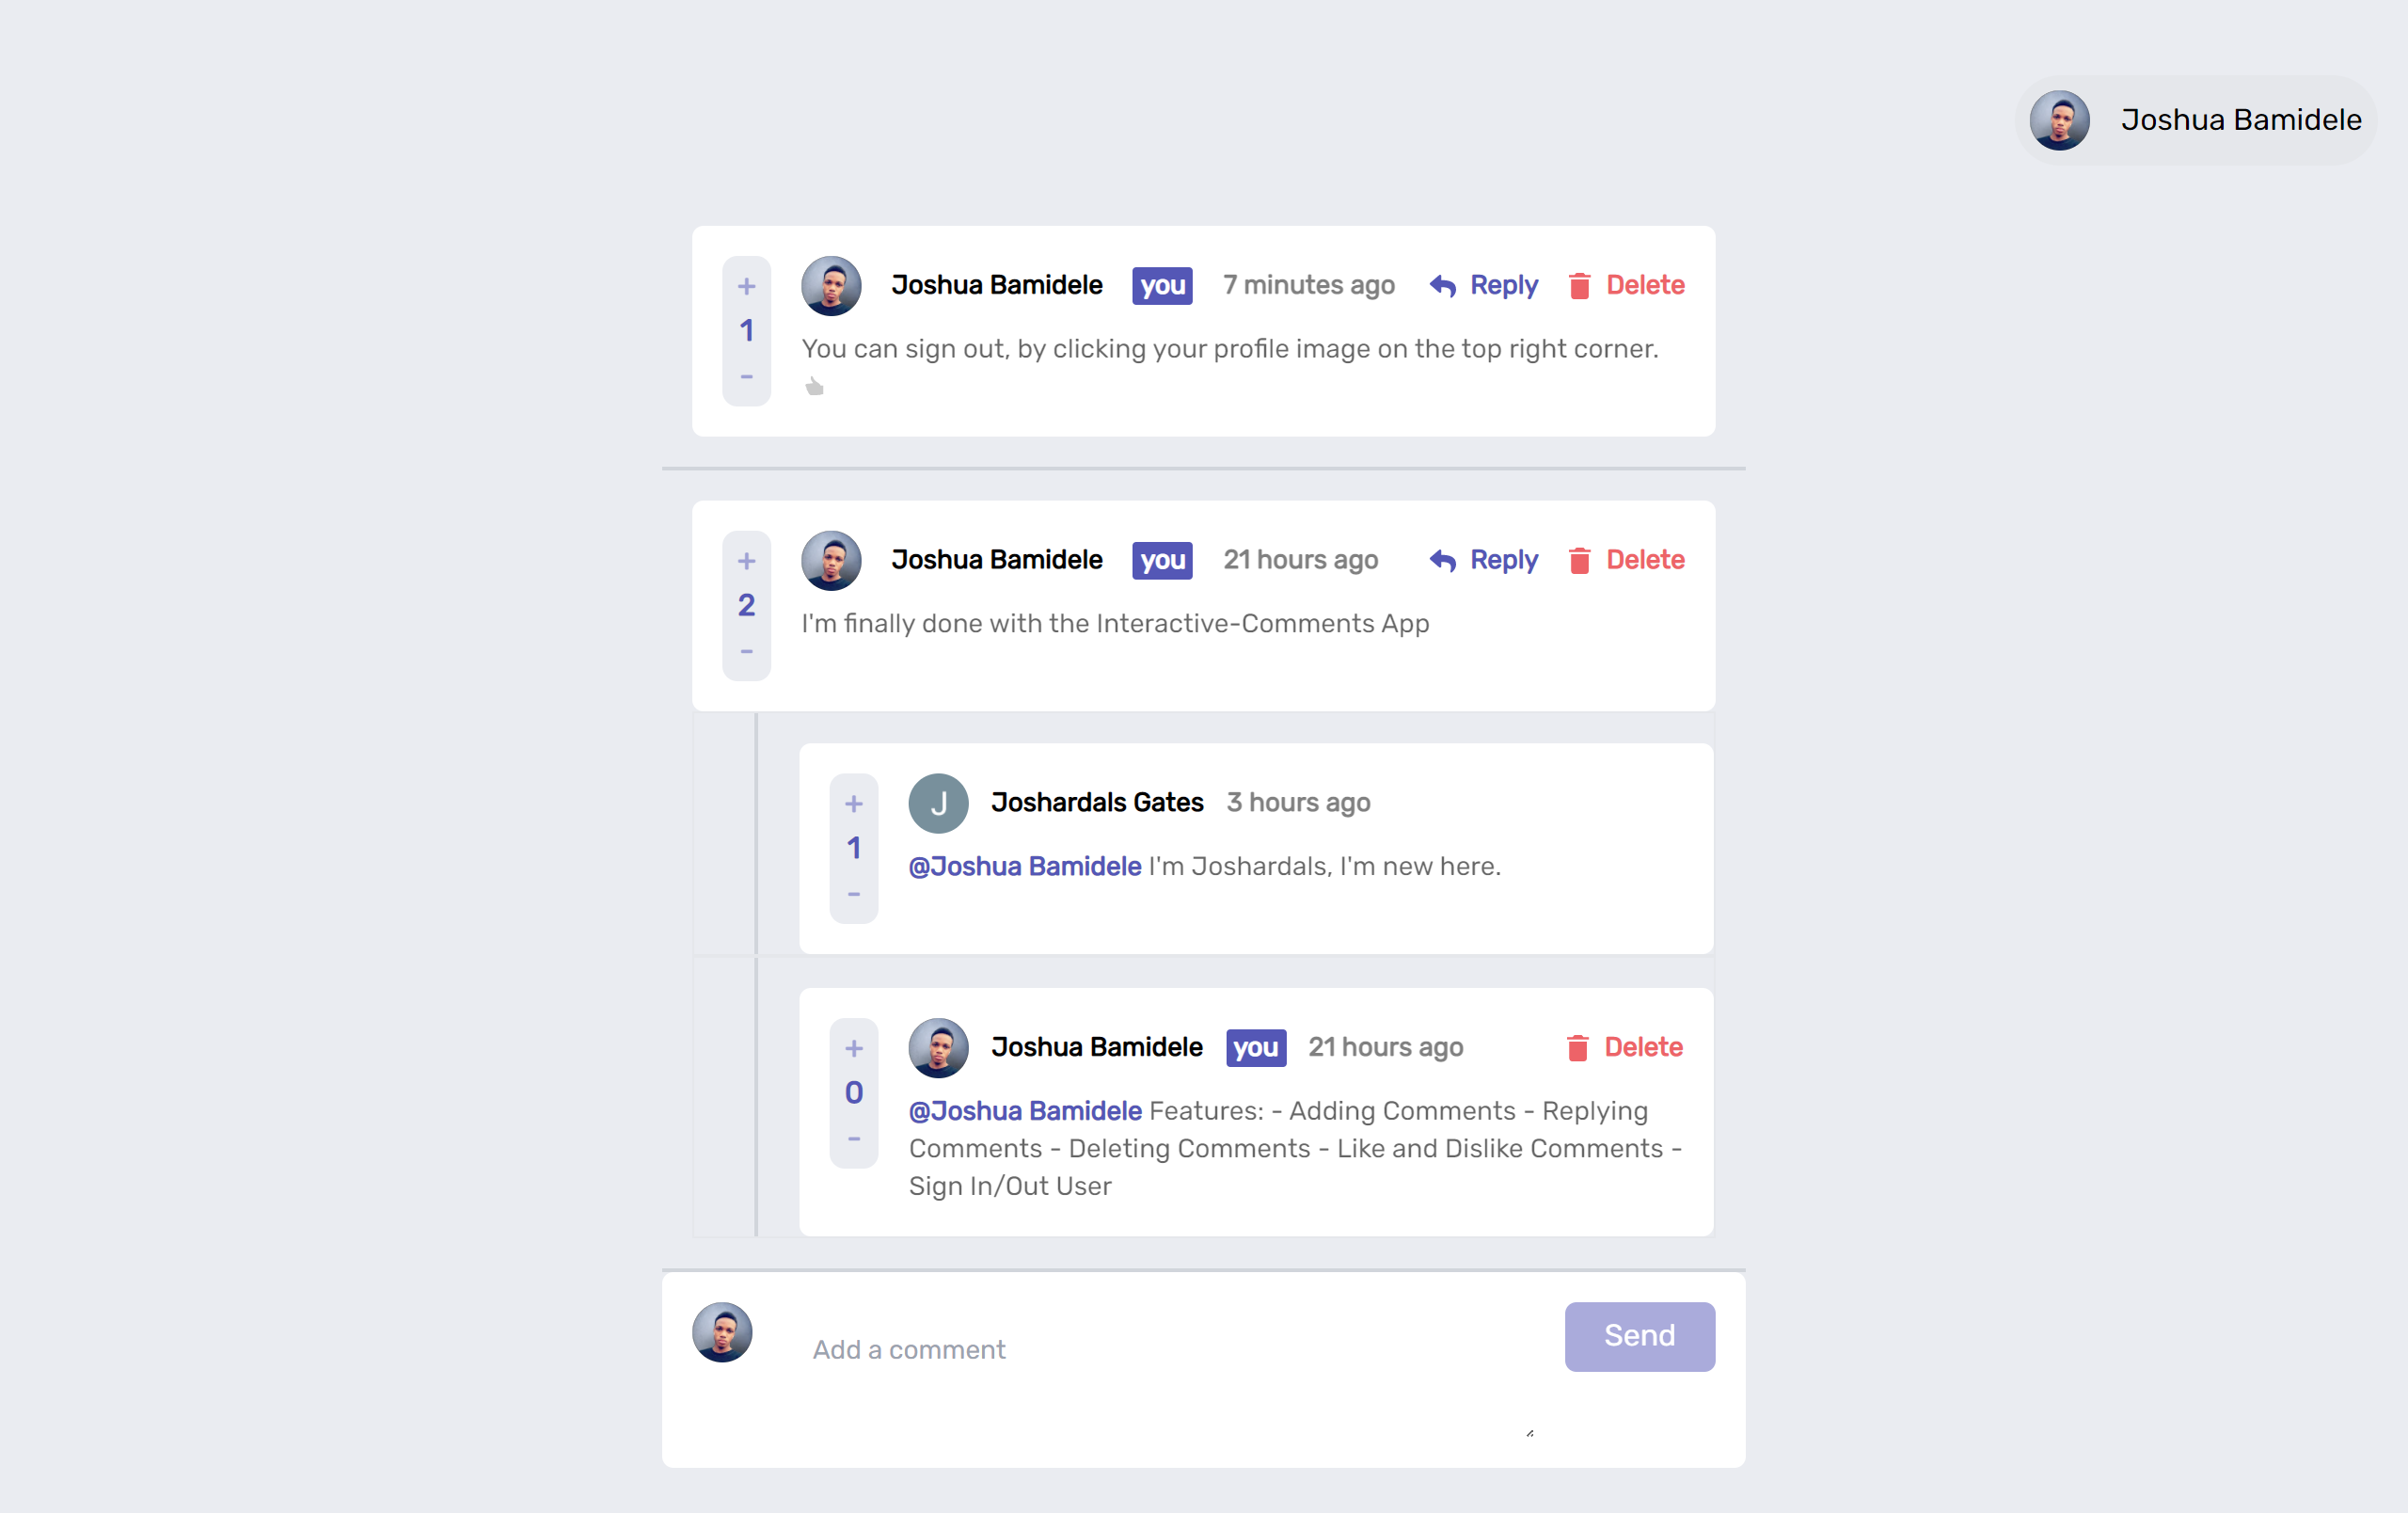 Joshua Bamidele
+
1
-
Joshua Bamidele you 7 minutes ago Reply Delete
You can sign out, by clicking your profile image on the top right corner.
+
2
-
Joshua Bamidele you 21 hours ago Reply Delete
I'm finally done with the Interactive-Comments App
+
1
-
J Joshardals Gates 3 hours ago
@Joshua Bamidele I'm Joshardals, I'm new here.
+
0
-
Joshua Bamidele you 21 hours ago Delete
@Joshua Bamidele Features: - Adding Comments - Replying
Comments - Deleting Comments - Like and Dislike Comments -
Sign In/Out User
Add a comment
Send